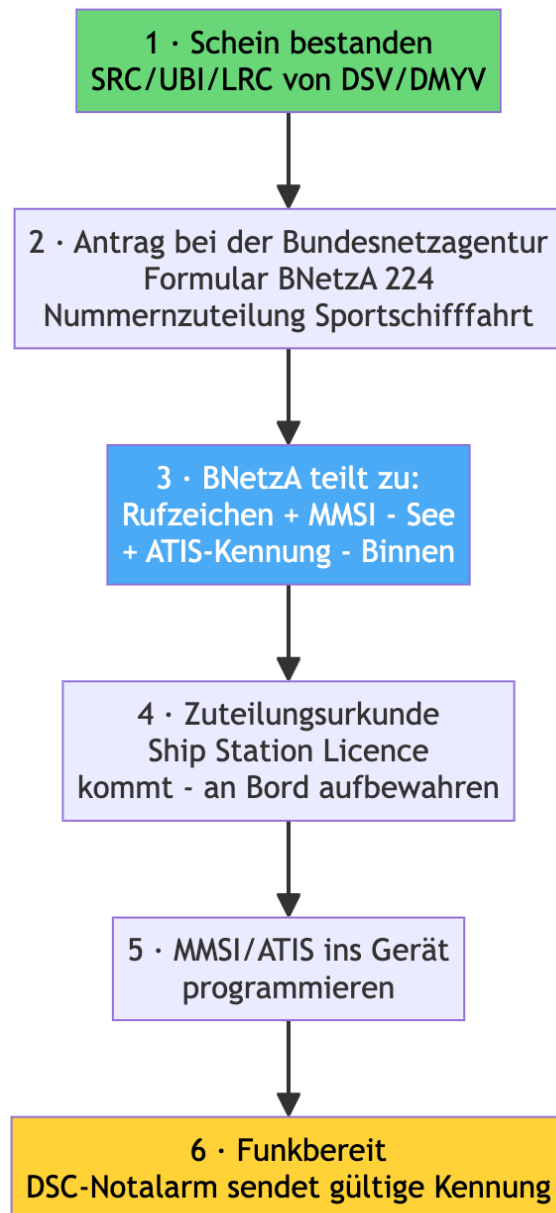 1 · Schein bestanden
SRC/UBI/LRC von DSV/DMYV
2 · Antrag bei der Bundesnetzagentur
Formular BNetzA 224
Nummernzuteilung Sportschifffahrt
3 · BNetzA teilt zu:
Rufzeichen + MMSI - See
+ ATIS-Kennung - Binnen
4 · Zuteilungsurkunde
Ship Station Licence
kommt - an Bord aufbewahren
5 · MMSI/ATIS ins Gerät
programmieren
6 · Funkbereit
DSC-Notalarm sendet gültige Kennung